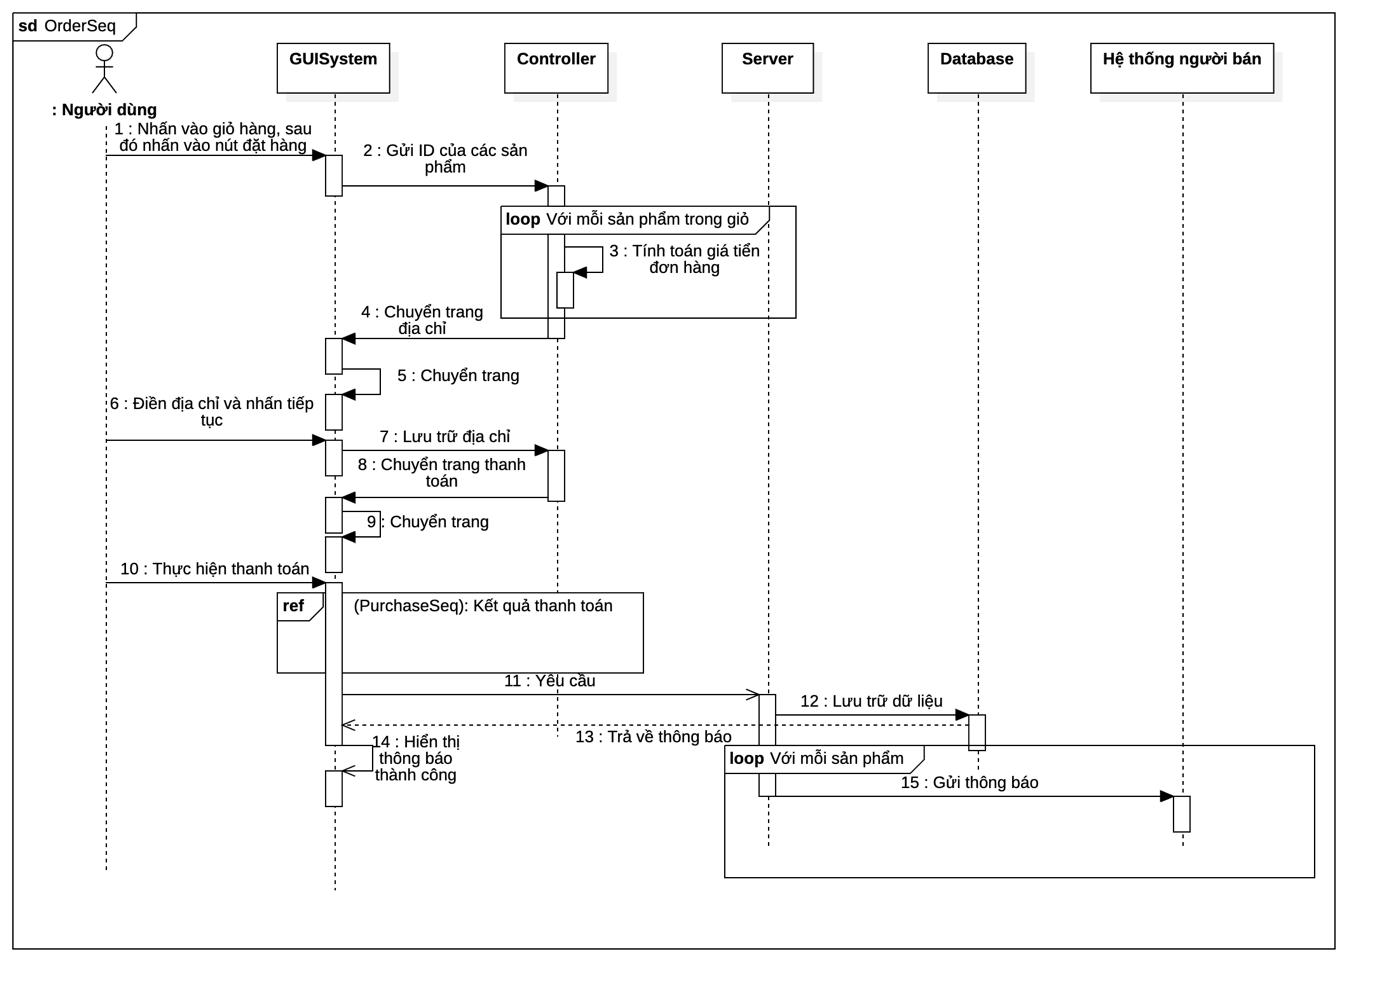 sd OrderSeq
GUISystem
Controller
Server
Database
Hệ thống người bán
: Người dùng
1 : Nhấn vào giỏ hàng, sau
đó nhấn vào nút đặt hàng
2 : Gửi ID của các sản
phẩm
loop Với mỗi sản phẩm trong giỏ
3 : Tính toán giá tiển
đơn hàng
4 : Chuyển trang
địa chỉ
5 : Chuyển trang
6 : Điền địa chỉ và nhấn tiếp
tục
7 : Lưu trữ địa chỉ
8 : Chuyển trang thanh
toán
9 : Chuyển trang
10 : Thực hiện thanh toán
ref (PurchaseSeq): Kết quả thanh toán
11 : Yêu cầu
12 : Lưu trữ dữ liệu
13 : Trả về thông báo
14 : Hiển thị
thông báo
thành công
loop Với mỗi sản phẩm
15 : Gửi thông báo